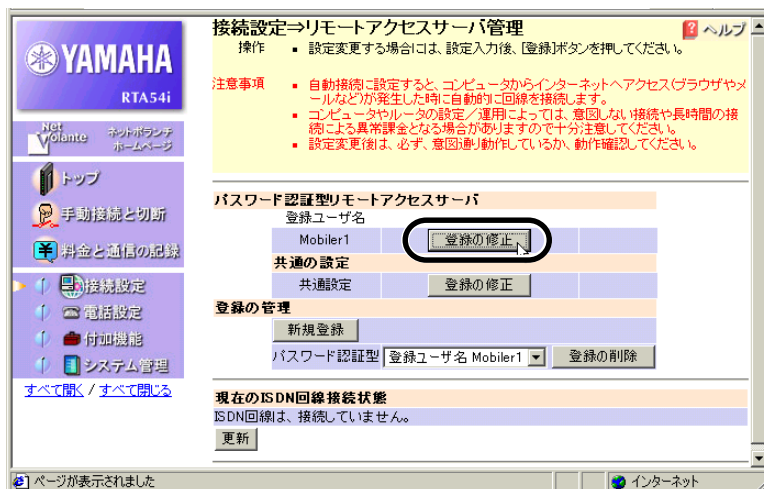 接続設定⇒リモートアクセスサーバ管理
ヘルプ
操作
▪ 設定変更する場合には、設定入力後、[登録]ボタンを押してください。
注意事項
▪ 自動接続に設定すると、コンピュータからインターネットへアクセス(ブラウザやメールなど)が発生した時に自動的に回線を接続します。
▪ コンピュータやルータの設定／運用によっては、意図しない接続や長時間の接続による異常課金となる場合がありますので十分注意してください。
▪ 設定変更後は、必ず、意図通り動作しているか、動作確認してください。
YAMAHA
RTA54i
Net Volante
ネットボランチ
ホームページ
トップ
手動接続と切断
料金と通信の記録
接続設定
電話設定
付加機能
システム管理
すべて開く / すべて閉じる
パスワード認証型リモートアクセスサーバ
登録ユーザ名
Mobiler1 登録の修正
共通の設定
共通設定 登録の修正
登録の管理
新規登録
パスワード認証型 登録ユーザ名 Mobiler1 登録の削除
現在のISDN回線接続状態
ISDN回線は、接続していません。
更新
ページが表示されました
インターネット